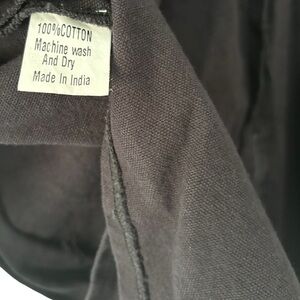 100%COTTON
Machine wash
And Dry
Made In India